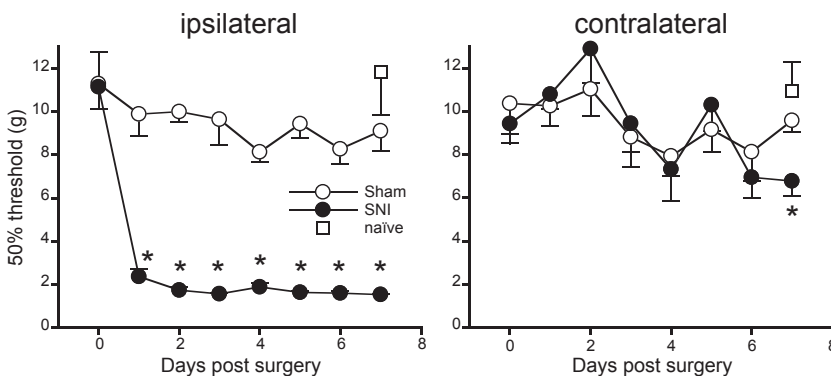 ipsilateral
contralateral
50% threshold (g)
12
10
8
6
4
2
0
Sham
SNI
naïve
* * * * * * *
0 2 4 6 8
Days post surgery
12
10
8
6
4
2
0
*
0 2 4 6 8
Days post surgery